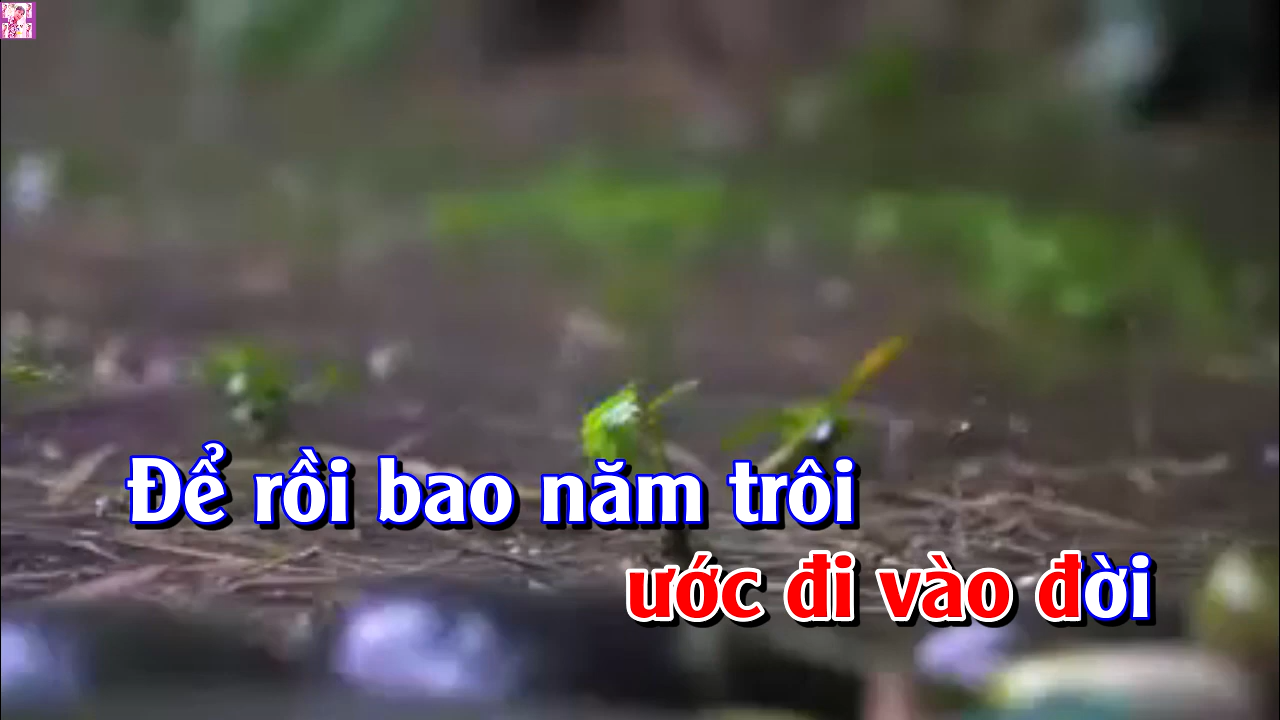 Để rồi bao năm trôi
ước đi vào đời